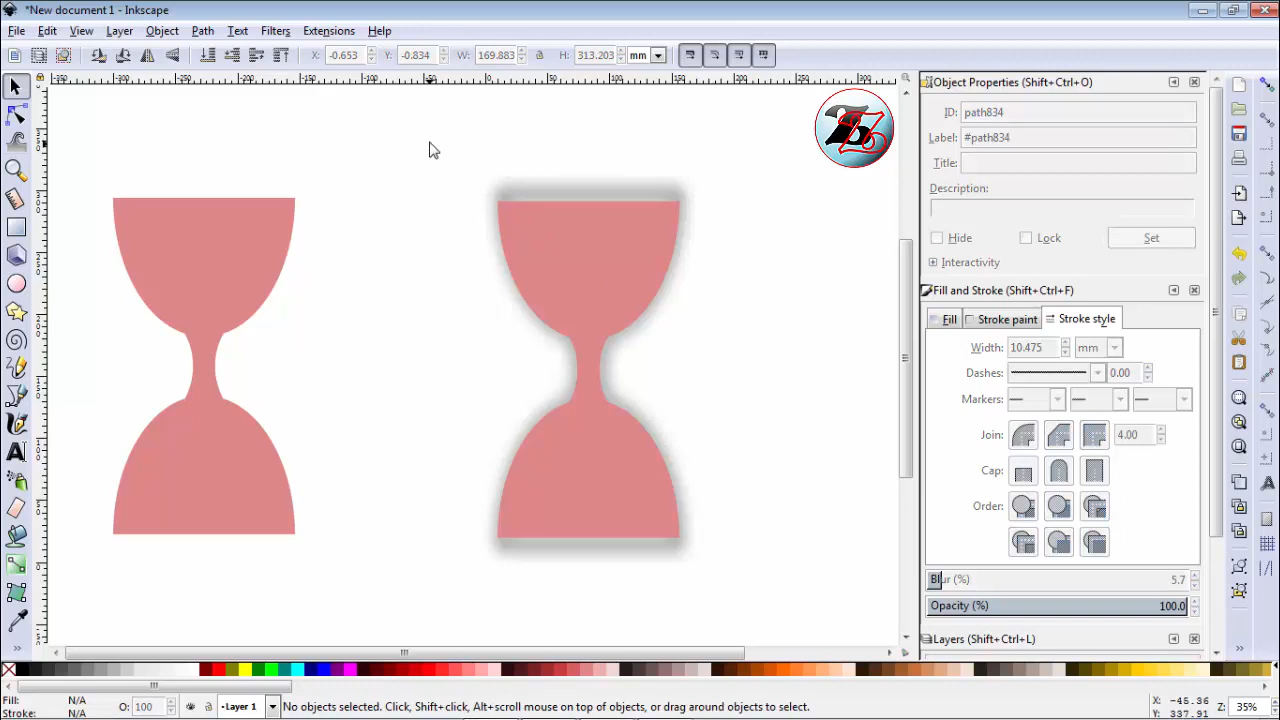 *New document 1 - Inkscape
File Edit View Layer Object Path Text Filters Extensions Help
X: -0.653 Y: -0.834 W: 169.883 H: 313.203 mm
Object Properties (Shift+Ctrl+O)
ID: path834
Label: #path834
Title:
Description:
Hide Lock Set
Interactivity
Fill and Stroke (Shift+Ctrl+F)
Fill Stroke paint Stroke style
Width: 10.475 mm
Dashes: 0.00
Markers:
Join: 4.00
Cap:
Order:
Blur (%) 5.7
Opacity (%) 100.0
Layers (Shift+Ctrl+L)
Fill: N/A
Stroke: N/A
O: 100
Layer 1
No objects selected. Click, Shift+click, Alt+scroll mouse on top of objects, or drag around objects to select.
X: -45.36
Y: 337.91
Z: 35%